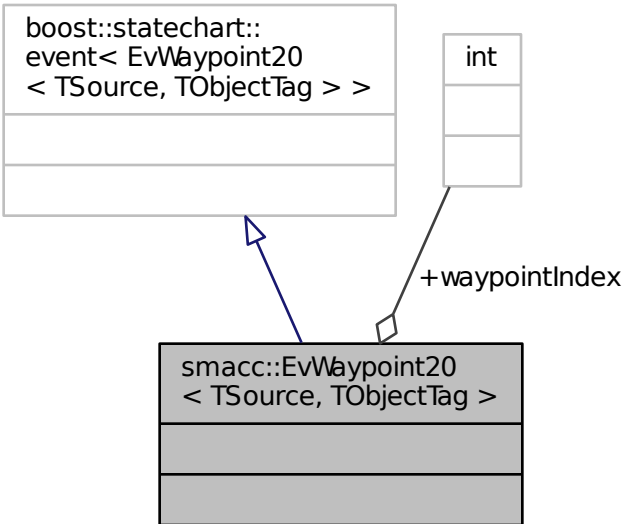 boost::statechart::
event< EvWaypoint20
< TSource, TObjectTag > >
int
+waypointIndex
smacc::EvWaypoint20
< TSource, TObjectTag >